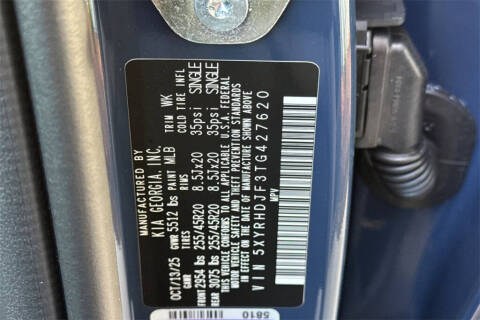 MANUFACTURED BY
KIA GEORGIA, INC.
OCT/13/25 GVWR 5512 lbs PAINT MLB TRIM WK
GAWR TIRES RIMS COLD TIRE INFL
FRONT 2954 lbs 255/45R20 8.5Jx20 35psi SINGLE
REAR 3075 lbs 255/45R20 8.5Jx20 35psi SINGLE
THIS VEHICLE CONFORMS TO ALL APPLICABLE U.S.A. FEDERAL
MOTOR VEHICLE SAFETY AND BUMPER STANDARDS
IN EFFECT ON THE DATE OF MANUFACTURE SHOWN ABOVE
VIN 5XYRHDJF3TG427620
MPV
5810